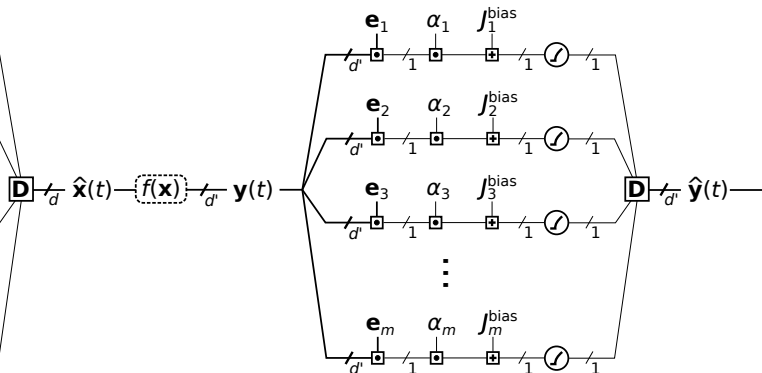 e₁ α₁ J₁ᵇⁱᵃˢ
d' 1 1 1
e₂ α₂ J₂ᵇⁱᵃˢ
d' 1 1 1
D d x̂(t) f(x) d' y(t)
e₃ α₃ J₃ᵇⁱᵃˢ
D d' ŷ(t)
d' 1 1 1
⋮
eₘ αₘ Jₘᵇⁱᵃˢ
d' 1 1 1